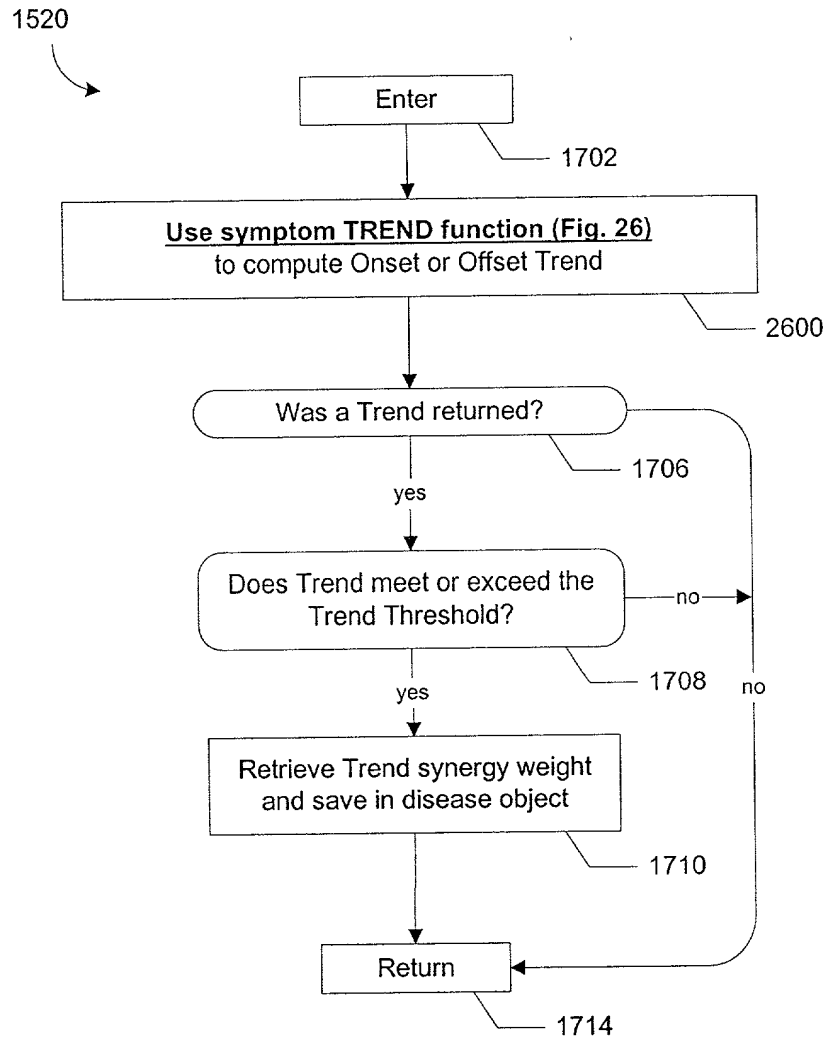 1520
Enter
1702
Use symptom TREND function (Fig. 26)
to compute Onset or Offset Trend
2600
Was a Trend returned?
1706
yes
Does Trend meet or exceed the
Trend Threshold?
no
1708
yes
no
Retrieve Trend synergy weight
and save in disease object
1710
Return
1714